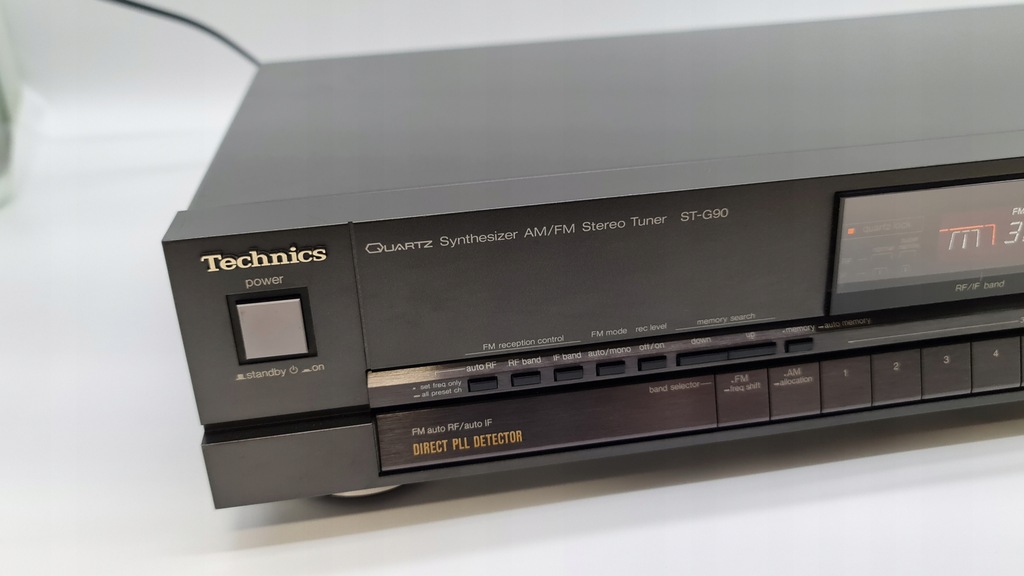 Technics
power
standby on
QUARTZ Synthesizer AM/FM Stereo Tuner ST-G90
FM
RF/IF band
FM reception control
FM mode
rec level
memory search
auto RF
RF band
IF band
auto/mono
off/on
down
up
memory
auto memory
set freq only
all preset ch
band selector
FM
freq shift
AM
allocation
1
2
3
4
FM auto RF/auto IF
DIRECT PLL DETECTOR